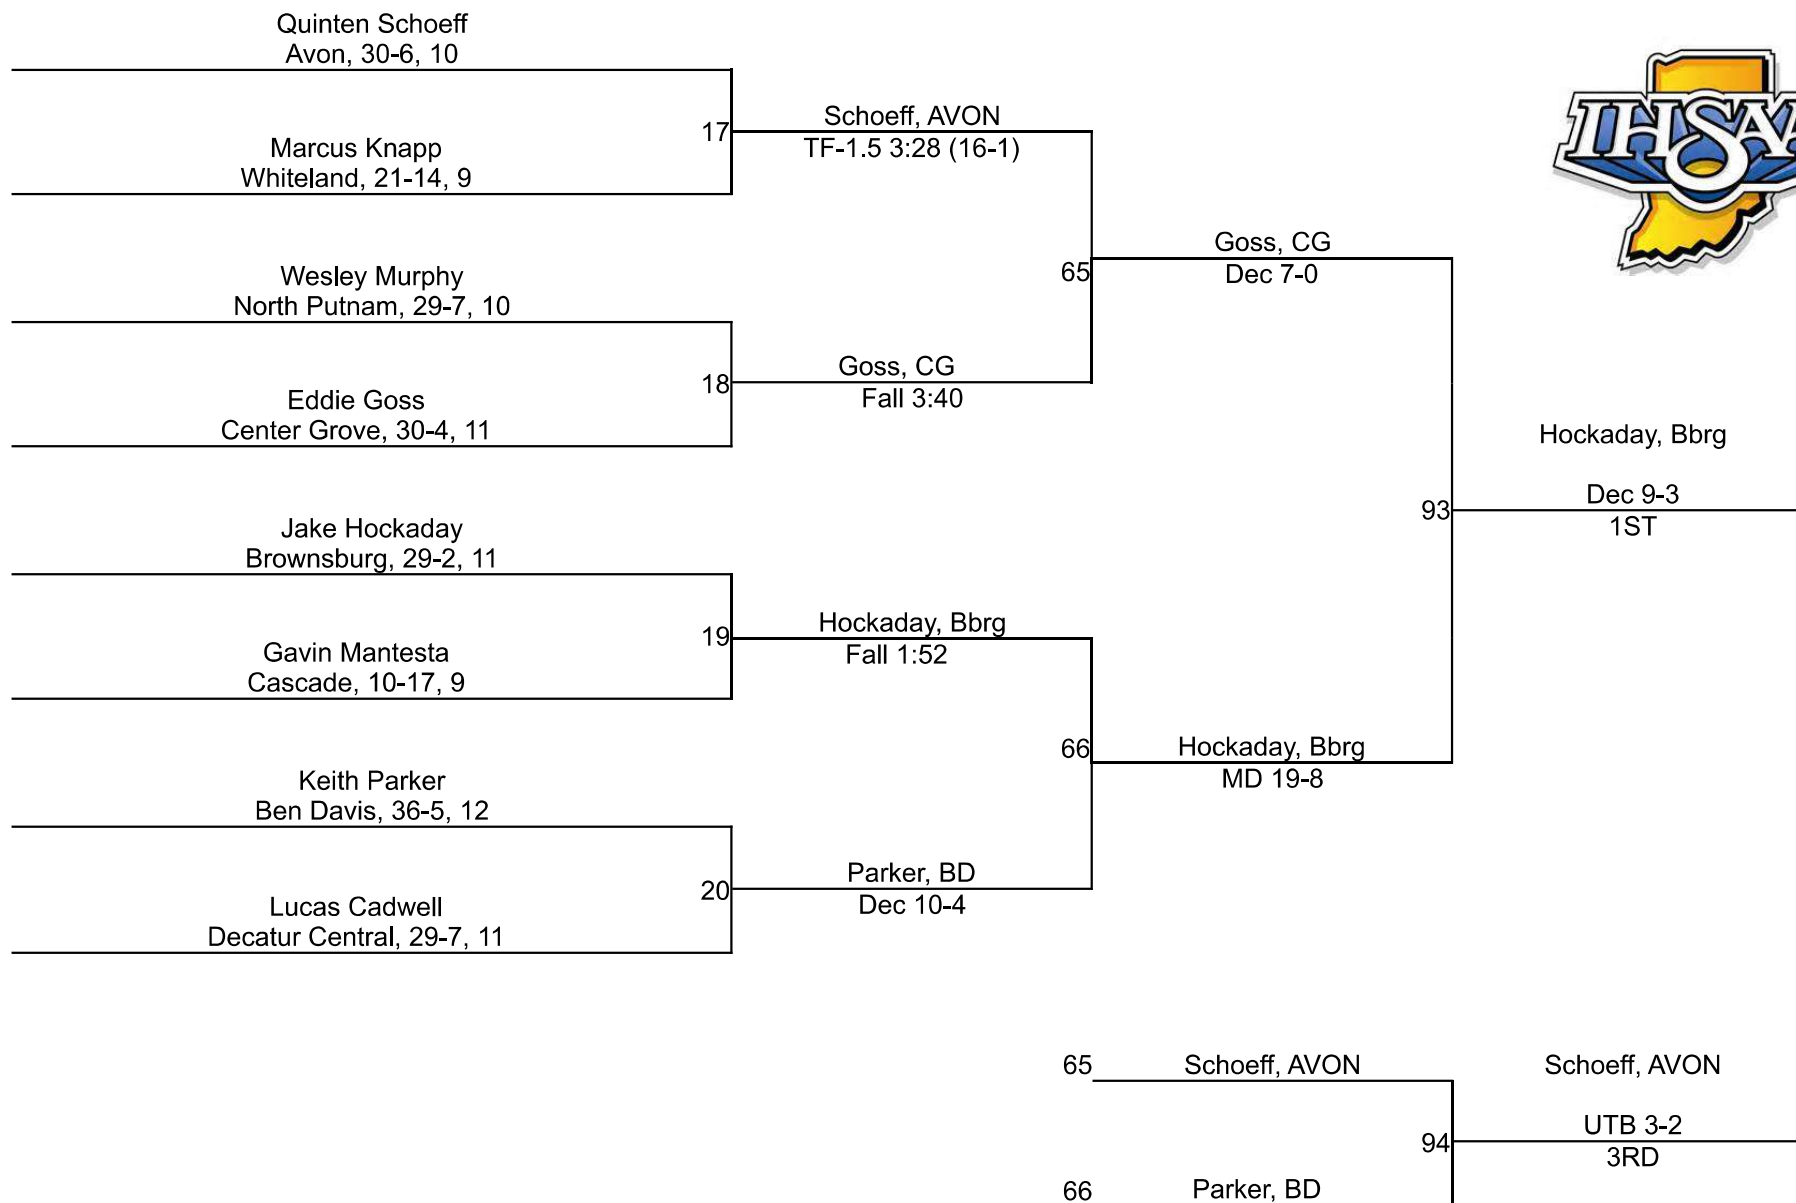 Quinten Schoeff
Avon, 30-6, 10
Marcus Knapp
Whiteland, 21-14, 9
17
Schoeff, AVON
TF-1.5 3:28 (16-1)
Wesley Murphy
North Putnam, 29-7, 10
Eddie Goss
Center Grove, 30-4, 11
18
Goss, CG
Fall 3:40
65
Goss, CG
Dec 7-0
Jake Hockaday
Brownsburg, 29-2, 11
Gavin Mantesta
Cascade, 10-17, 9
19
Hockaday, Bbrg
Fall 1:52
Keith Parker
Ben Davis, 36-5, 12
Lucas Cadwell
Decatur Central, 29-7, 11
20
Parker, BD
Dec 10-4
66
Hockaday, Bbrg
MD 19-8
93
Hockaday, Bbrg
Dec 9-3
1ST
IHSAA
65
Schoeff, AVON
66
Parker, BD
94
Schoeff, AVON
UTB 3-2
3RD